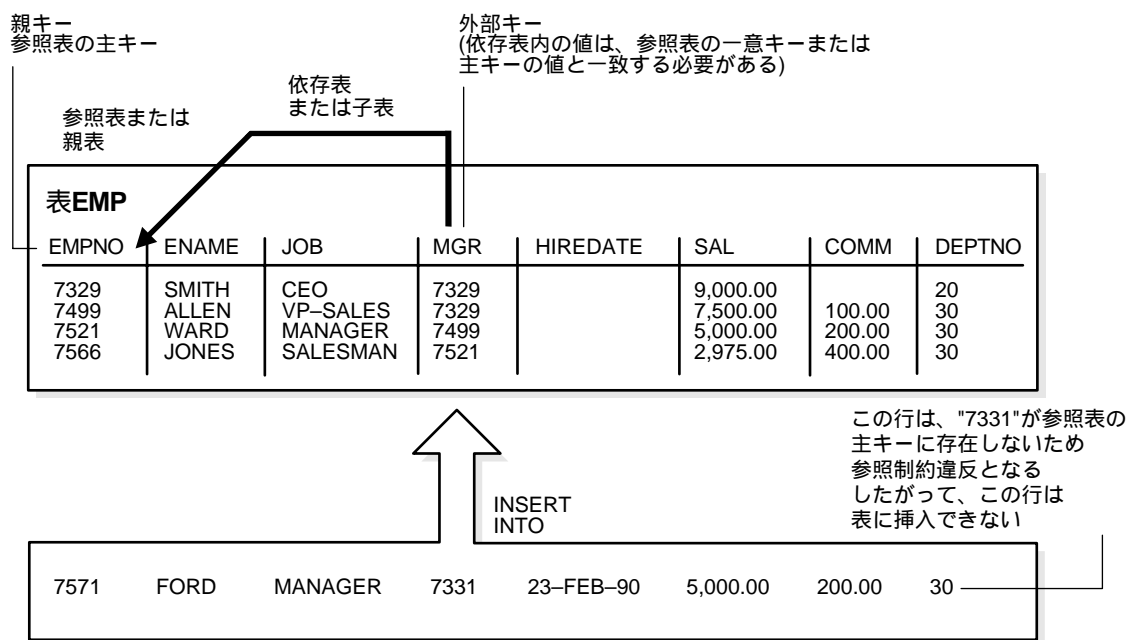 親キー
参照表の主キー
外部キー
(依存表内の値は、参照表の一意キーまたは
主キーの値と一致する必要がある)
依存表
または子表
参照表または
親表
表EMP
EMPNO ENAME JOB MGR HIREDATE SAL COMM DEPTNO
7329 SMITH CEO 7329 9,000.00 20
7499 ALLEN VP–SALES 7329 7,500.00 100.00 30
7521 WARD MANAGER 7499 5,000.00 200.00 30
7566 JONES SALESMAN 7521 2,975.00 400.00 30
この行は、"7331"が参照表の
主キーに存在しないため
参照制約違反となる
したがって、この行は
表に挿入できない
INSERT
INTO
7571 FORD MANAGER 7331 23–FEB–90 5,000.00 200.00 30